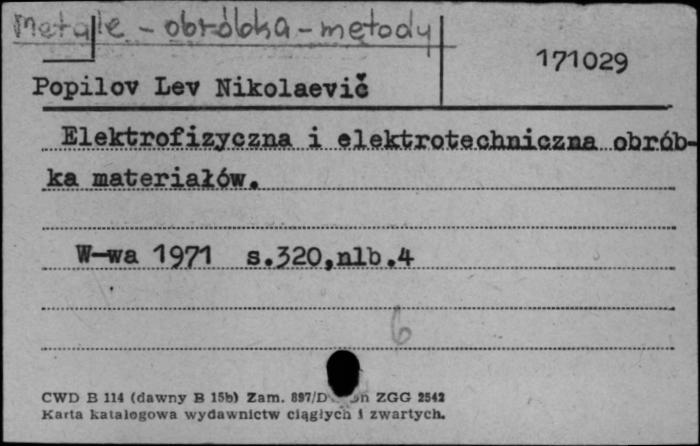 Metale - obróbka - metody
171029
Popilov Lev Nikolaevič
Elektrofizyczna i elektrotechniczna obrób-
ka materiałów.
W-wa 1971 s.320,nlb.4
6
CWD B 114 (dawny B 15b) Zam. 897/D ZGG 2542
Karta katalogowa wydawnictw ciągłych i zwartych.